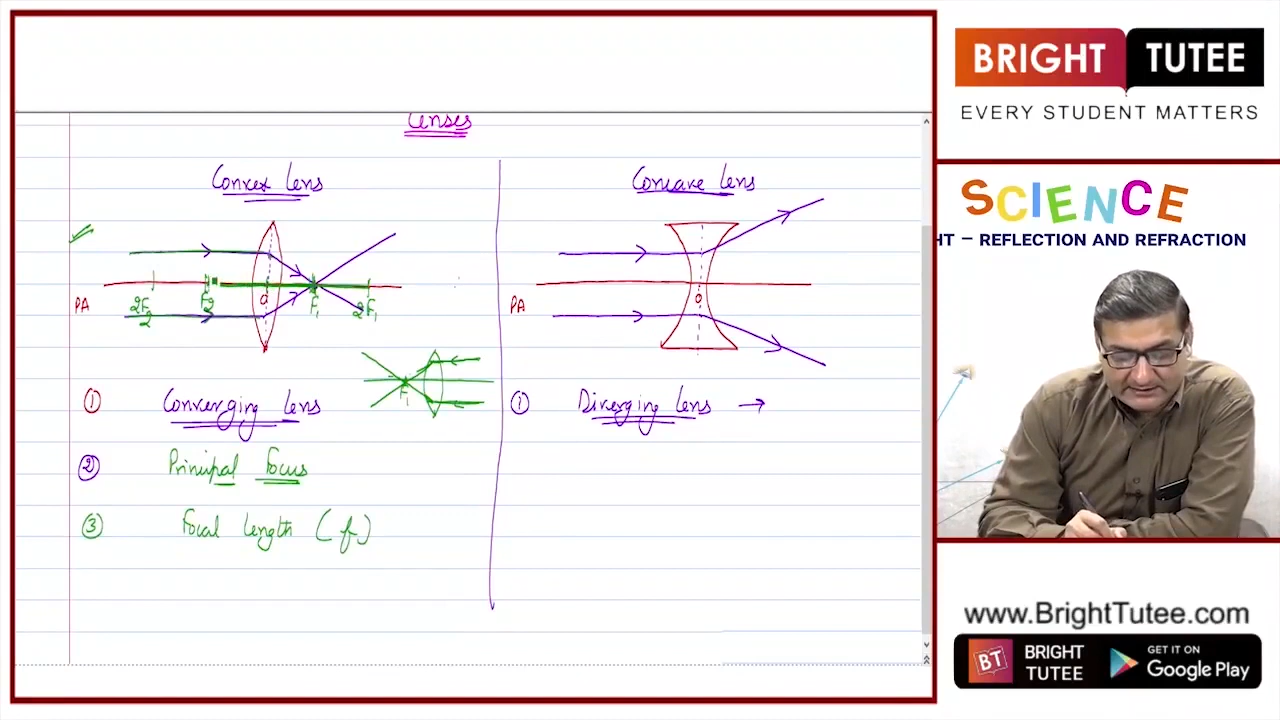 Lenses
Convex Lens
Concave Lens
2F2
F2
O
F1
2F1
PA
PA
O
F1
① Converging Lens
① Diverging Lens →
② Principal Focus
③ Focal length (f)
BRIGHT TUTEE
EVERY STUDENT MATTERS
SCIENCE
HT – REFLECTION AND REFRACTION
www.BrightTutee.com
BT BRIGHT TUTEE
GET IT ON
Google Play